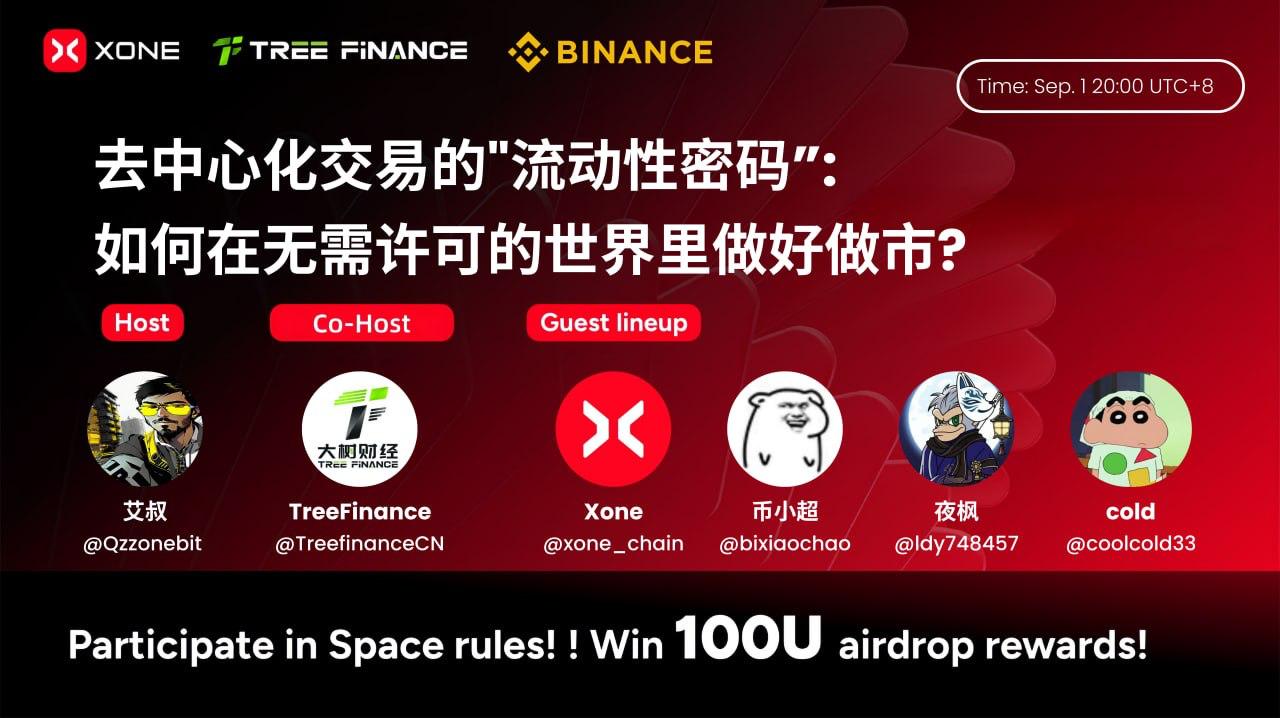 XONE
TREE FiNANCE
BINANCE
Time: Sep. 1 20:00 UTC+8
去中心化交易的"流动性密码”:
如何在无需许可的世界里做好做市?
Host
Co-Host
Guest lineup
大树财经
TREE FiNANCE
艾叔
TreeFinance
Xone
币小超
夜枫
cold
@Qzzonebit
@TreefinanceCN
@xone_chain
@bixiaochao
@ldy748457
@coolcold33
Participate in Space rules! ! Win 100U airdrop rewards!